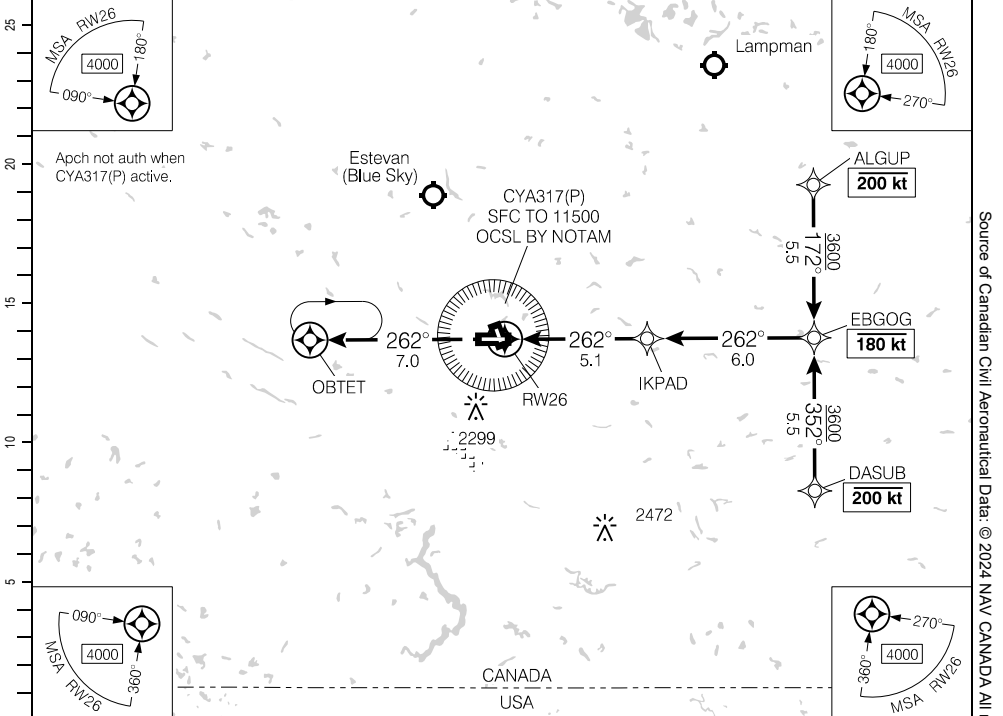 25
20
15
10
5
MSA RW26
4000
180°
090°
MSA RW26
4000
180°
270°
Apch not auth when
CYA317(P) active.
Lampman
Estevan
(Blue Sky)
CYA317(P)
SFC TO 11500
OCSL BY NOTAM
ALGUP
200 kt
3600
172°
5.5
EBGOG
180 kt
262°
7.0
262°
5.1
262°
6.0
OBTET
RW26
IKPAD
3600
352°
5.5
2299
DASUB
200 kt
2472
090°
4000
360°
MSA RW26
270°
4000
360°
MSA RW26
CANADA
USA
Source of Canadian Civil Aeronautical Data: © 2024 NAV CANADA All